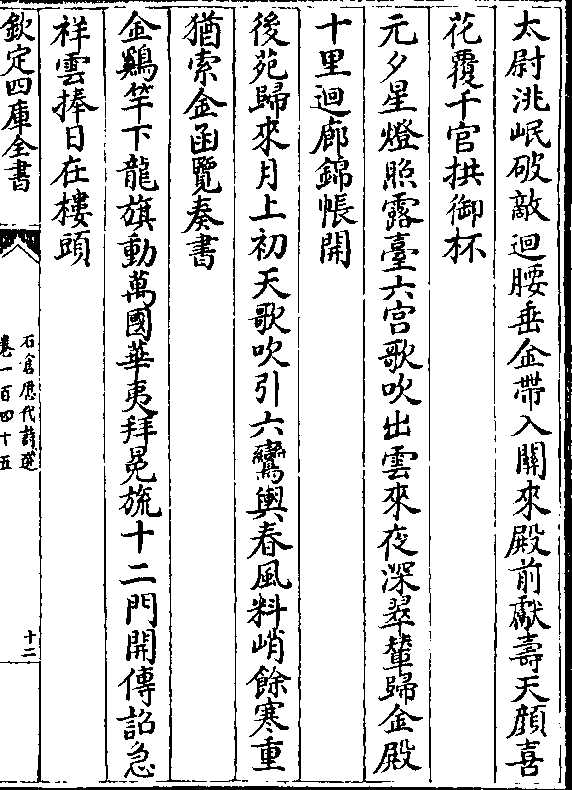 太尉洮岷破敵迴腰垂金帶入關來殿前獻壽天顔喜
花覆千官拱御杯
元夕星燈照露臺六宫歌吹出雲來夜深翠輦歸金殿
十里迴廊錦帳開
後苑歸來月上初天歌吹引六鸞輿春風料峭餘寒重
猶索金函覽奏書
金鷄竿下龍旗動萬國華夷拜冕旒十二門開傳詔急
祥雲捧日在樓頭
欽定四庫全書
石倉歷代詩選
卷一百四十五
十二